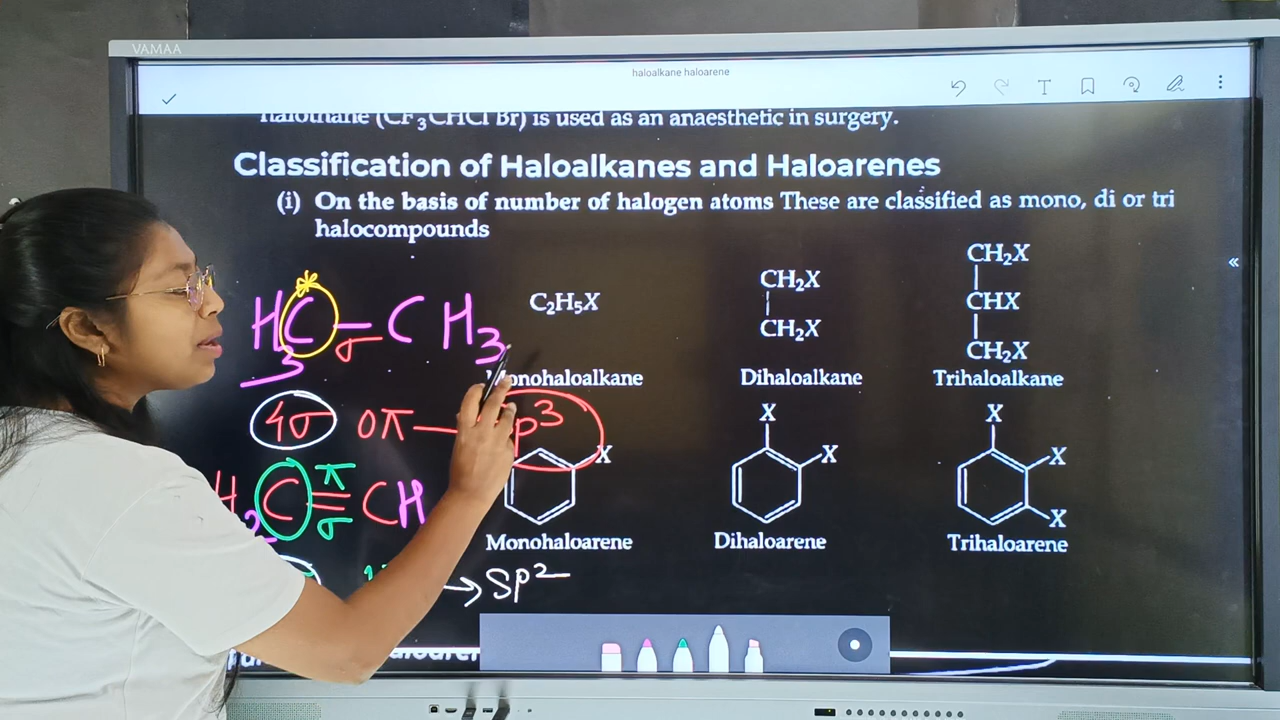 VAMAA
haloalkane haloarene
halothane (CF3CHCl Br) is used as an anaesthetic in surgery.
Classification of Haloalkanes and Haloarenes
(i) On the basis of number of halogen atoms These are classified as mono, di or tri
halocompounds
H3C — CH3
σ
C2H5X
CH2X
CH2X
CH2X
CHX
CH2X
Monohaloalkane
Dihaloalkane
Trihaloalkane
4σ 0π — sp3
X
X
X
X
X
X
H2C = CH
π
σ
Monohaloarene
Dihaloarene
Trihaloarene
→ sp2